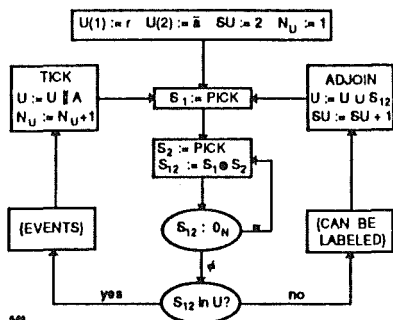 U(1) := r U(2) := ā SU := 2 N_U := 1
TICK
U := U ‖ A
N_U := N_U+1
S_1 := PICK
ADJOIN
U := U ∪ S_12
SU := SU + 1
S_2 := PICK
S_12 := S_1 ⊕ S_2
{EVENTS}
S_12 : 0_N
=
{CAN BE
LABELED}
≠
yes
S_12 In U?
no